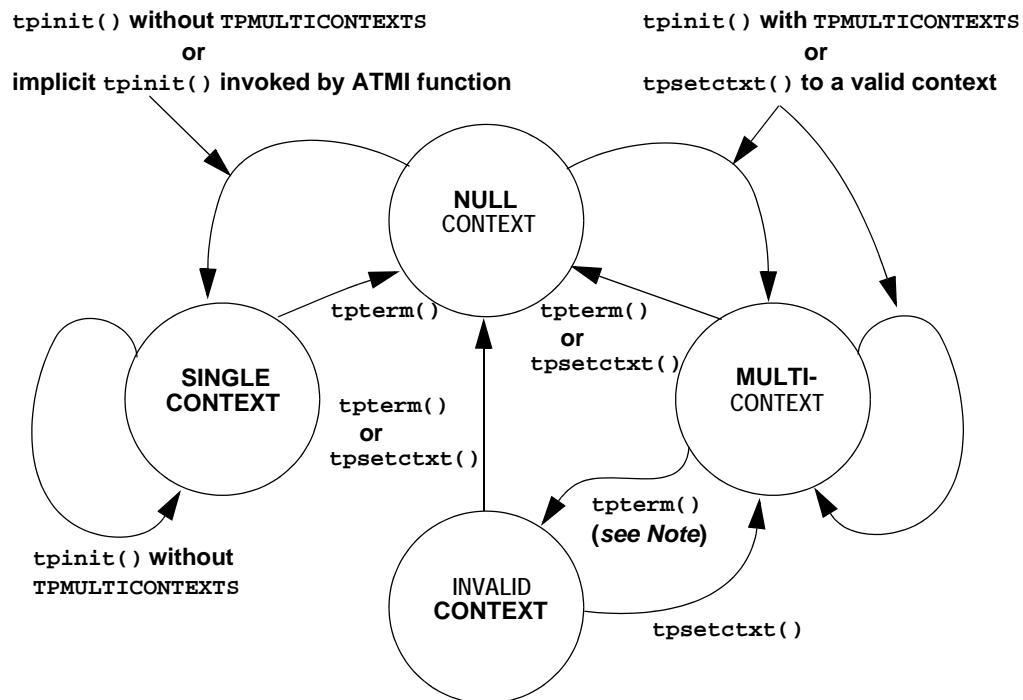 tpinit() without TPMULTICONTEXTS
or
implicit tpinit() invoked by ATMI function
tpinit() with TPMULTICONTEXTS
or
tpsetctxt() to a valid context
NULL
CONTEXT
tpterm()
tpterm()
or
tpsetctxt()
SINGLE
CONTEXT
MULTI-
CONTEXT
tpterm()
or
tpsetctxt()
tpterm()
(see Note)
tpinit() without
TPMULTICONTEXTS
INVALID
CONTEXT
tpsetctxt()